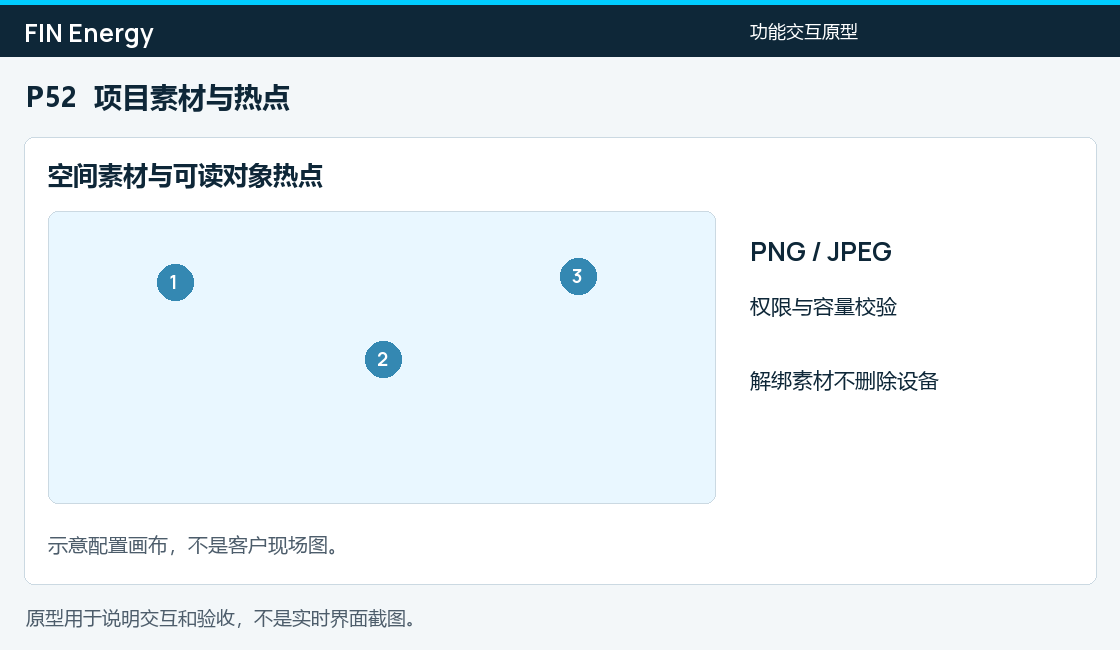 FIN Energy
功能交互原型
P52 项目素材与热点
空间素材与可读对象热点
1
3
2
PNG / JPEG
权限与容量校验
解绑素材不删除设备
示意配置画布，不是客户现场图。
原型用于说明交互和验收，不是实时界面截图。